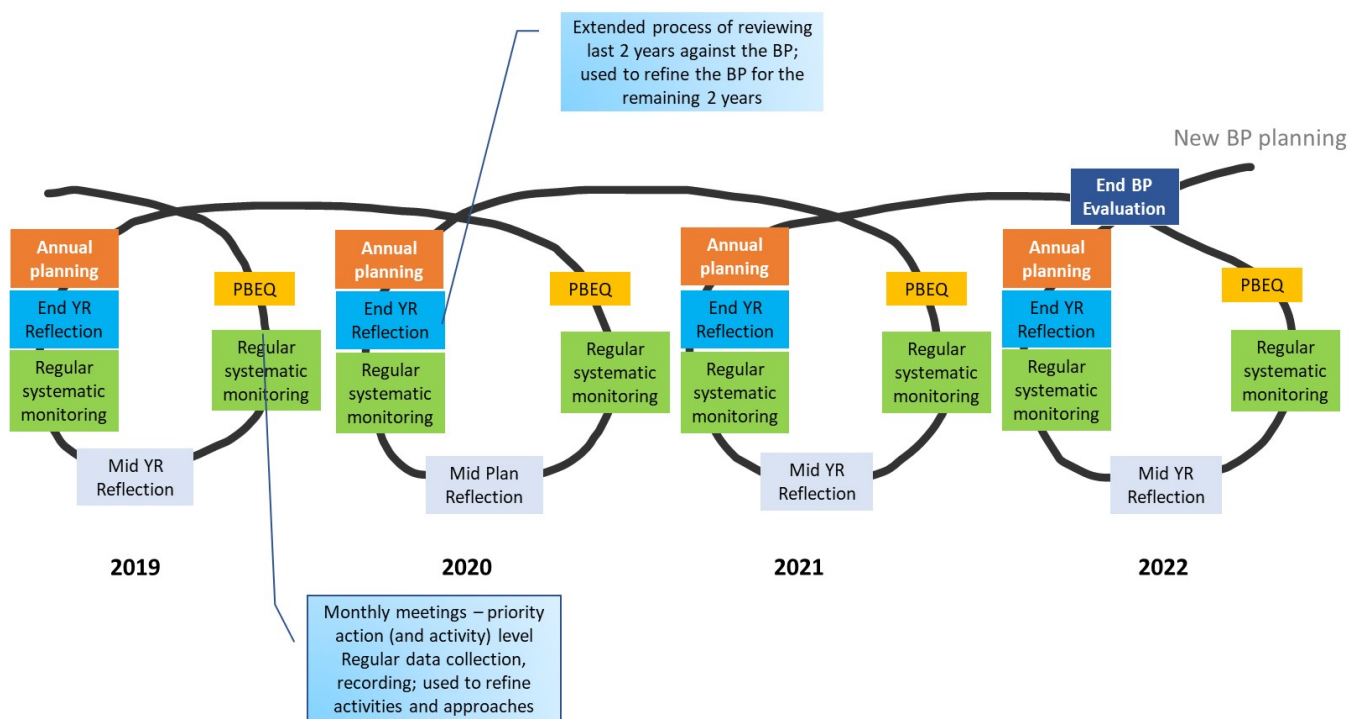 Extended process of reviewing
last 2 years against the BP;
used to refine the BP for the
remaining 2 years
New BP planning
End BP
Evaluation
Annual
planning
End YR
Reflection
Regular
systematic
monitoring
PBEQ
Regular
systematic
monitoring
Mid YR
Reflection
2019
Annual
planning
End YR
Reflection
Regular
systematic
monitoring
PBEQ
Regular
systematic
monitoring
Mid Plan
Reflection
2020
Annual
planning
End YR
Reflection
Regular
systematic
monitoring
PBEQ
Regular
systematic
monitoring
Mid YR
Reflection
2021
Annual
planning
End YR
Reflection
Regular
systematic
monitoring
PBEQ
Regular
systematic
monitoring
Mid YR
Reflection
2022
Monthly meetings – priority
action (and activity) level
Regular data collection,
recording; used to refine
activities and approaches